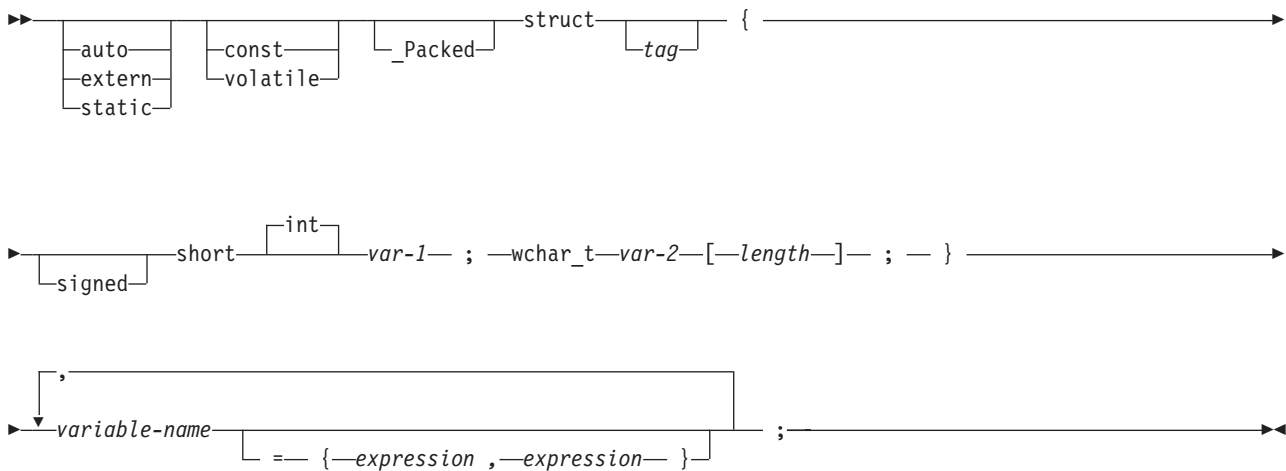 struct {
auto const _Packed tag
extern volatile
static
int
short var-1 ; wchar_t var-2 [ length ] ; }
signed
,
variable-name ;
= { expression , expression }